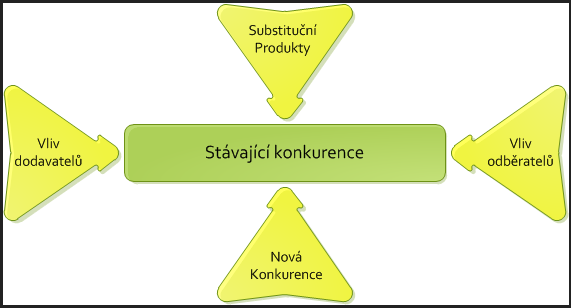 Substituční
Produkty
Vliv
dodavatelů
Stávající konkurence
Vliv
odběratelů
Nová
Konkurence